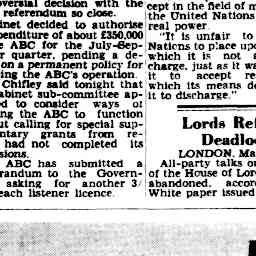 oversial decision with the
referendum so close.
inet decided to authorise
penditure of about £350,000
e ABC for the July-Sep-
r quarter, pending a de-
on a permanent policy for
ing the ABC's operation.
Chifley said tonight that
abinet sub-committee ap-
ed to consider ways of
ng the ABC to function
ut calling for special sup-
entary grants from re-
had not completed its
sions.
ABC has submitted a
randum to the Govern-
asking for another 3/
each listener licence.
cept in the field of m
the United Nations
real power
"It is unfair to
Nations to place upo
which it is not a
charge, just as it wa
it to accept re
which its means de
it to discharge."
Lords Ref
Deadlo
LONDON, Ma
All-party talks o
of the House of Lor
abandoned, accor
White paper issued